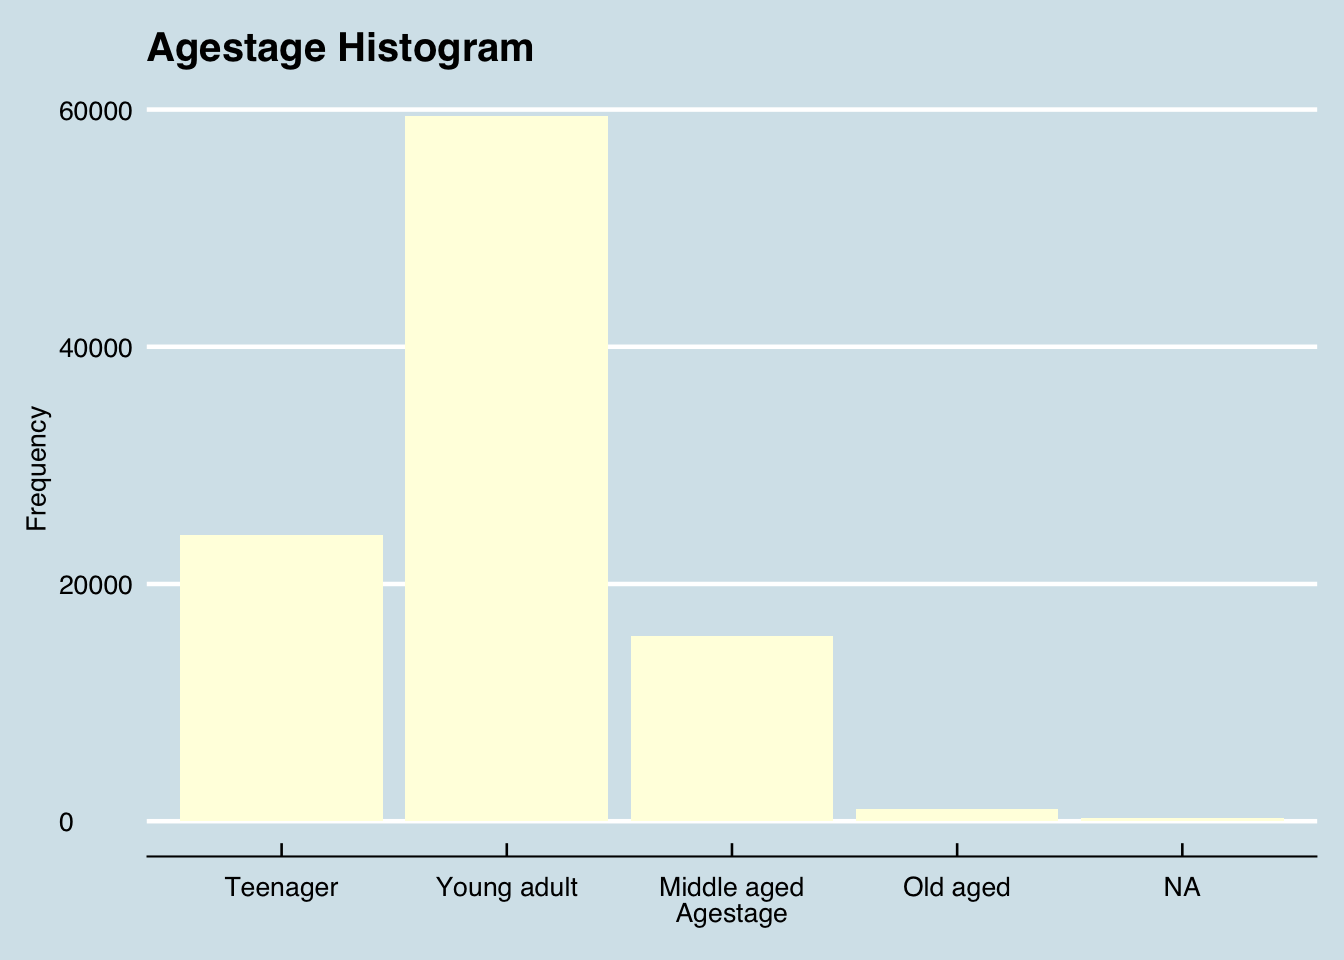 Agestage Histogram
60000
40000
20000
0
Frequency
Teenager
Young adult
Middle aged
Old aged
NA
Agestage